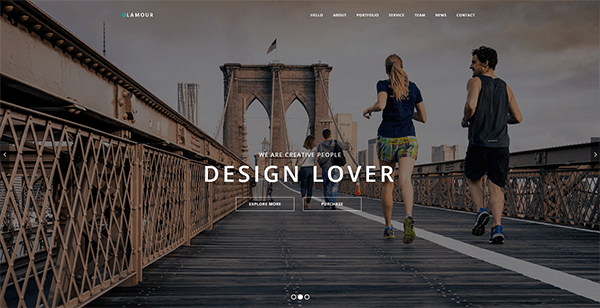 GLAMOUR
HELLO ABOUT PORTFOLIO SERVICE TEAM NEWS CONTACT
WE ARE CREATIVE PEOPLE
DESIGN LOVER
EXPLORE MORE PURCHASE